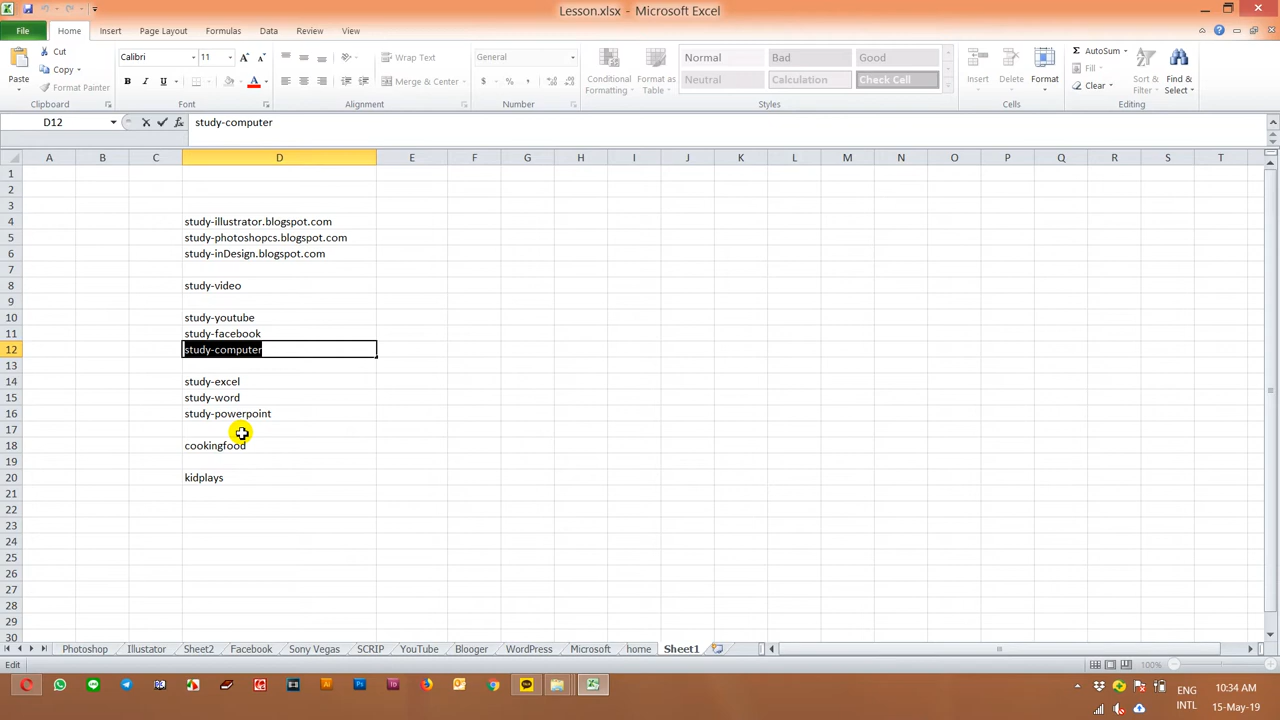 Lesson.xlsx - Microsoft Excel
File Home Insert Page Layout Formulas Data Review View
Cut
Copy
Format Painter
Paste
Clipboard
Calibri 11
B I U
Font
Wrap Text
Merge & Center
Alignment
General
$ % ,
Number
Conditional Formatting
Format as Table
Normal Bad Good
Neutral Calculation Check Cell
Styles
Insert Delete Format
Cells
AutoSum
Fill
Clear
Sort & Filter
Find & Select
Editing
D12 fx study-computer
A B C D E F G H I J K L M N O P Q R S T
1
2
3
4 study-illustrator.blogspot.com
5 study-photoshopcs.blogspot.com
6 study-inDesign.blogspot.com
7
8 study-video
9
10 study-youtube
11 study-facebook
12 study-computer
13
14 study-excel
15 study-word
16 study-powerpoint
17
18 cookingfood
19
20 kidplays
21
22
23
24
25
26
27
28
29
30
Photoshop Illustator Sheet2 Facebook Sony Vegas SCRIP YouTube Blooger WordPress Microsoft home Sheet1
Edit 100%
ENG 10:34 AM
INTL 15-May-19